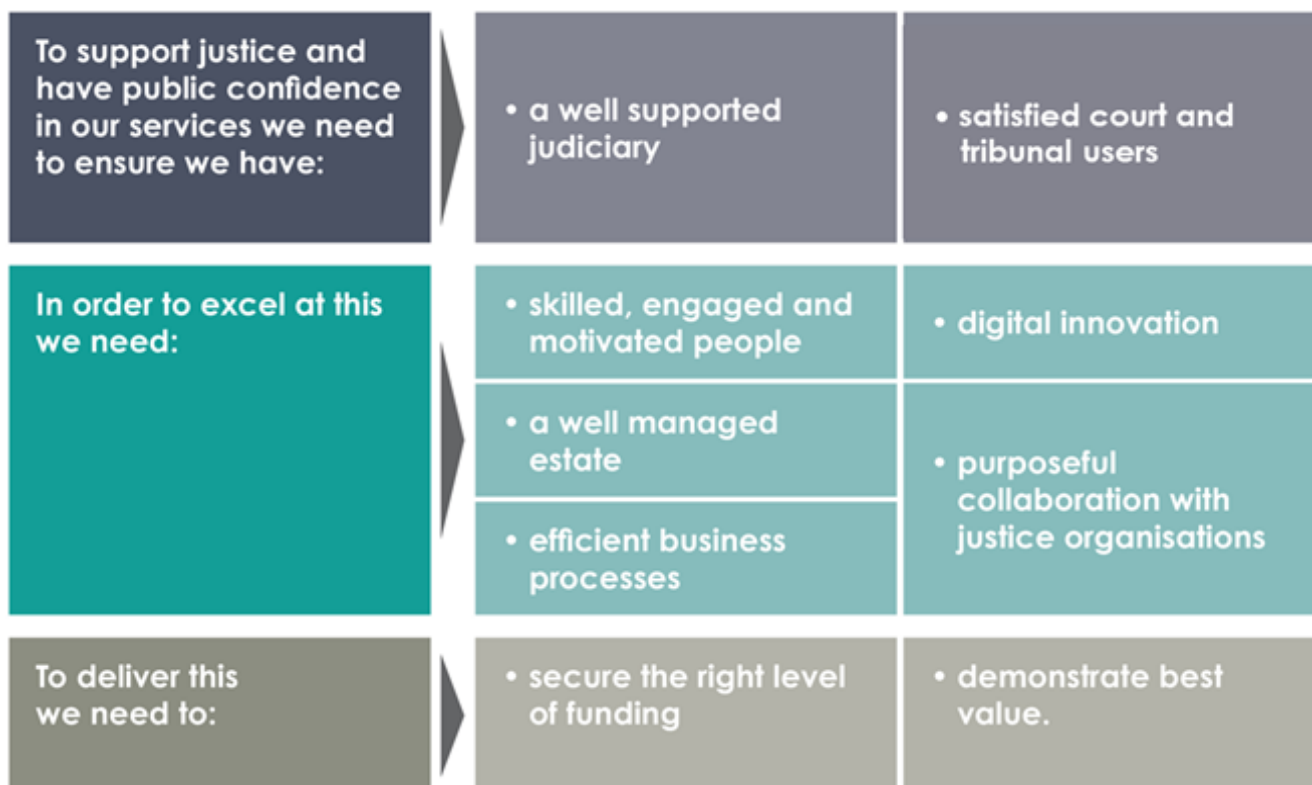 To support justice and
have public confidence
in our services we need
to ensure we have:
• a well supported
judiciary
• satisfied court and
tribunal users
In order to excel at this
we need:
• skilled, engaged and
motivated people
• digital innovation
• a well managed
estate
• purposeful
collaboration with
justice organisations
• efficient business
processes
To deliver this
we need to:
• secure the right level
of funding
• demonstrate best
value.